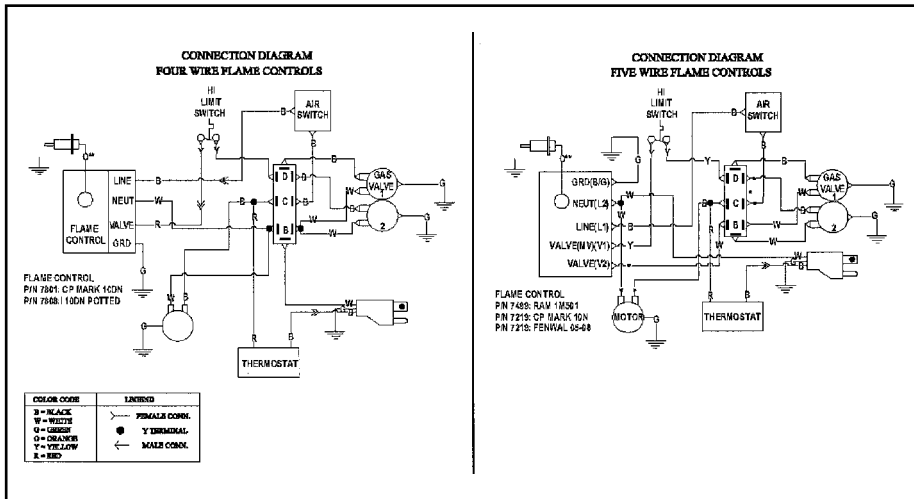 CONNECTION DIAGRAM
FOUR WIRE FLAME CONTROLS
HI
LIMIT
SWITCH
AIR
SWITCH
B
B
O
Y
Y
D
C
B
B
B
R
W
GAS
VALVE
1
2
G
G
LINE
NEUT
VALVE
GRD
B
W
R
B
R
W
W
FLAME
CONTROL
G
FLAME CONTROL
P/N 7801: CP MARK 10DN
P/N 7808: I 10DN POTTED
W
B
G
R
B
W
THERMOSTAT
COLOR CODE
LEGEND
B = BLACK
W = WHITE
G = GREEN
O = ORANGE
Y = YELLOW
R = RED
FEMALE CONN.
Y TERMINAL
MALE CONN.
CONNECTION DIAGRAM
FIVE WIRE FLAME CONTROLS
HI
LIMIT
SWITCH
AIR
SWITCH
B
B
O
G
Y
Y
D
C
B
B
B
W
W
GAS
VALVE
1
2
G
G
GRD(B/G)
NEUT(L2)
LINE(L1)
VALVE(MV)(V1)
VALVE(V2)
W
B
Y
B
R
W
FLAME CONTROL
P/N 7489: RAM 1M501
P/N 7219: CP MARK 10N
P/N 7219: FENWAL 05-08
W
MOTOR
G
R
B
W
THERMOSTAT